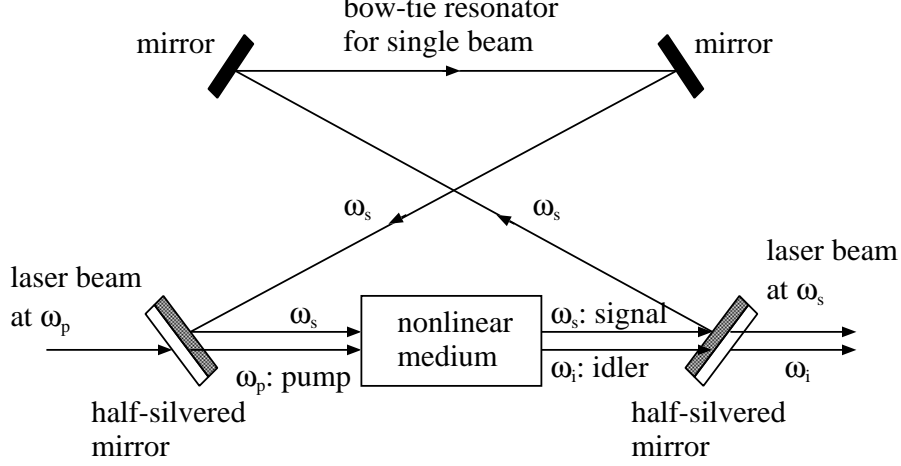 bow-tie resonator
for single beam
mirror
mirror
ωs
ωs
laser beam
at ωp
laser beam
at ωs
ωs
nonlinear
medium
ωs: signal
ωp: pump
ωi: idler
ωi
half-silvered
mirror
half-silvered
mirror